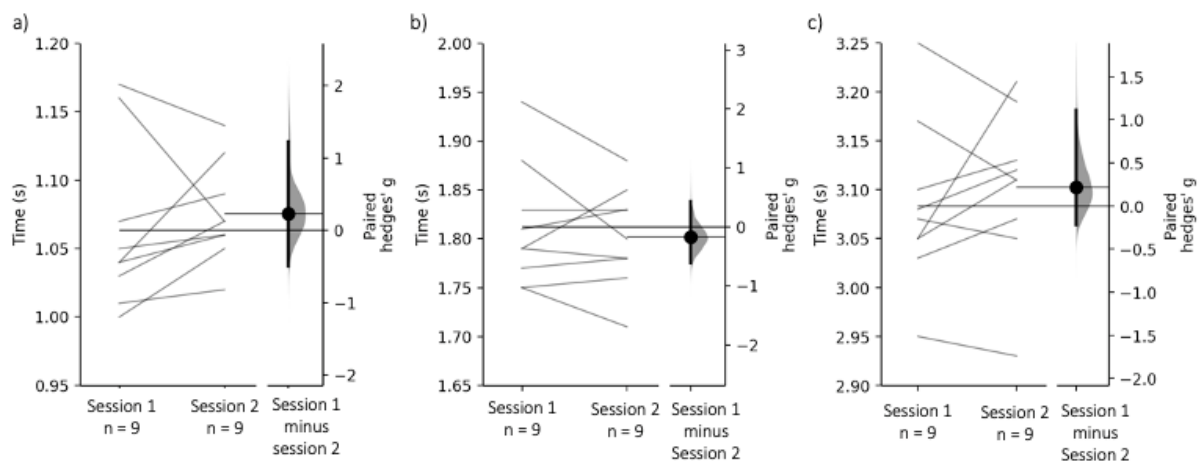 a)
1.20
1.15
1.10
1.05
1.00
0.95
Time (s)
2
1
0
−1
−2
Paired
hedges' g
Session 1
n = 9
Session 2
n = 9
Session 1
minus
session 2
b)
2.00
1.95
1.90
1.85
1.80
1.75
1.70
1.65
Time (s)
3
2
1
0
−1
−2
Paired
hedges' g
Session 1
n = 9
Session 2
n = 9
Session 1
minus
Session 2
c)
3.25
3.20
3.15
3.10
3.05
3.00
2.95
2.90
Time (s)
1.5
1.0
0.5
0.0
−0.5
−1.0
−1.5
−2.0
Paired
hedges' g
Session 1
n = 9
Session 2
n = 9
Session 1
minus
Session 2